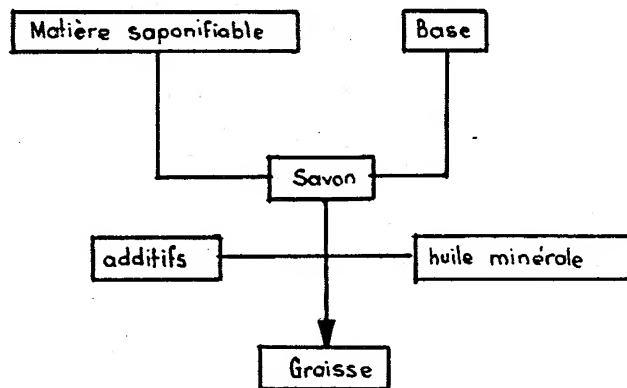 Matière saponifiable
Base
Savon
additifs
huile minérale
Graisse